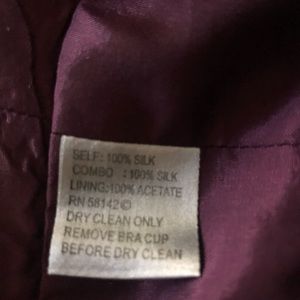 SELF: 100% SILK
COMBO : 100% SILK
LINING:100% ACETATE
RN 58142 ©
DRY CLEAN ONLY
REMOVE BRA CUP
BEFORE DRY CLEAN